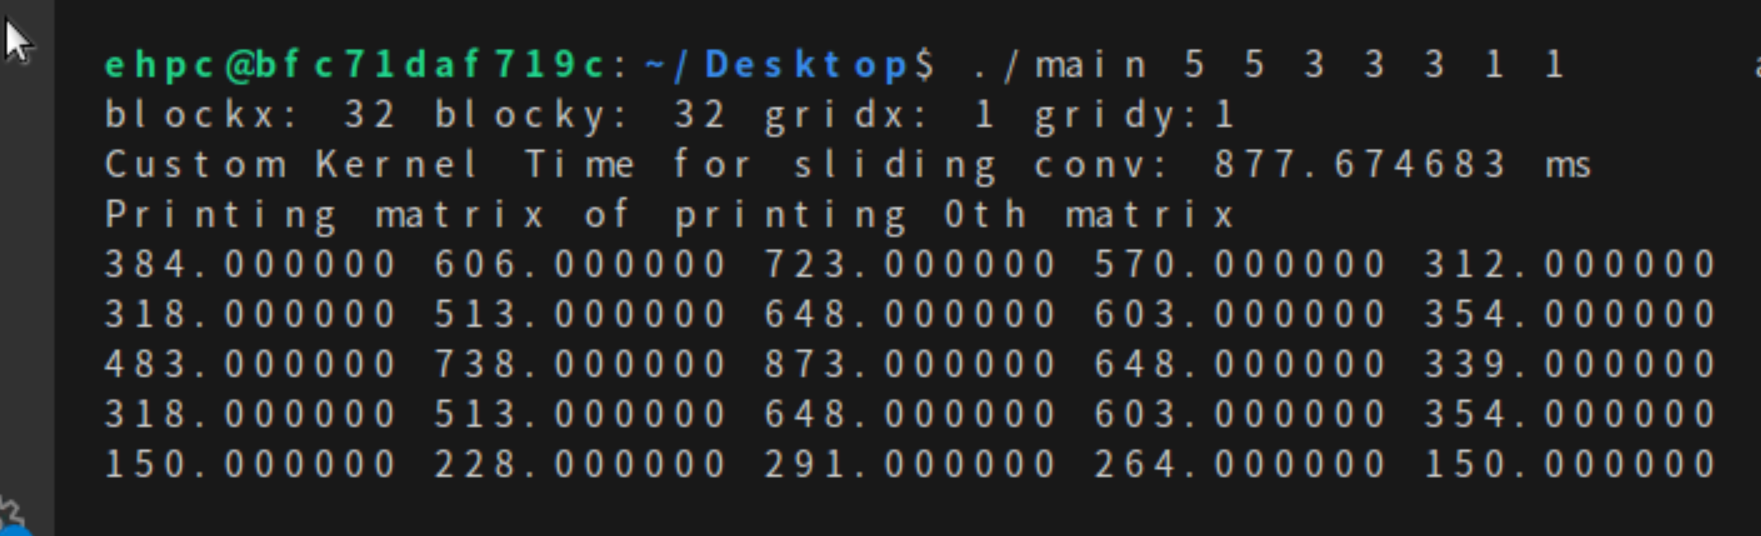 ehpc@bfc71daf719c:~/Desktop$ ./main 5 5 3 3 3 1 1
blockx: 32 blocky: 32 gridx: 1 gridy:1
Custom Kernel Time for sliding conv: 877.674683 ms
Printing matrix of printing 0th matrix
384.000000 606.000000 723.000000 570.000000 312.000000
318.000000 513.000000 648.000000 603.000000 354.000000
483.000000 738.000000 873.000000 648.000000 339.000000
318.000000 513.000000 648.000000 603.000000 354.000000
150.000000 228.000000 291.000000 264.000000 150.000000